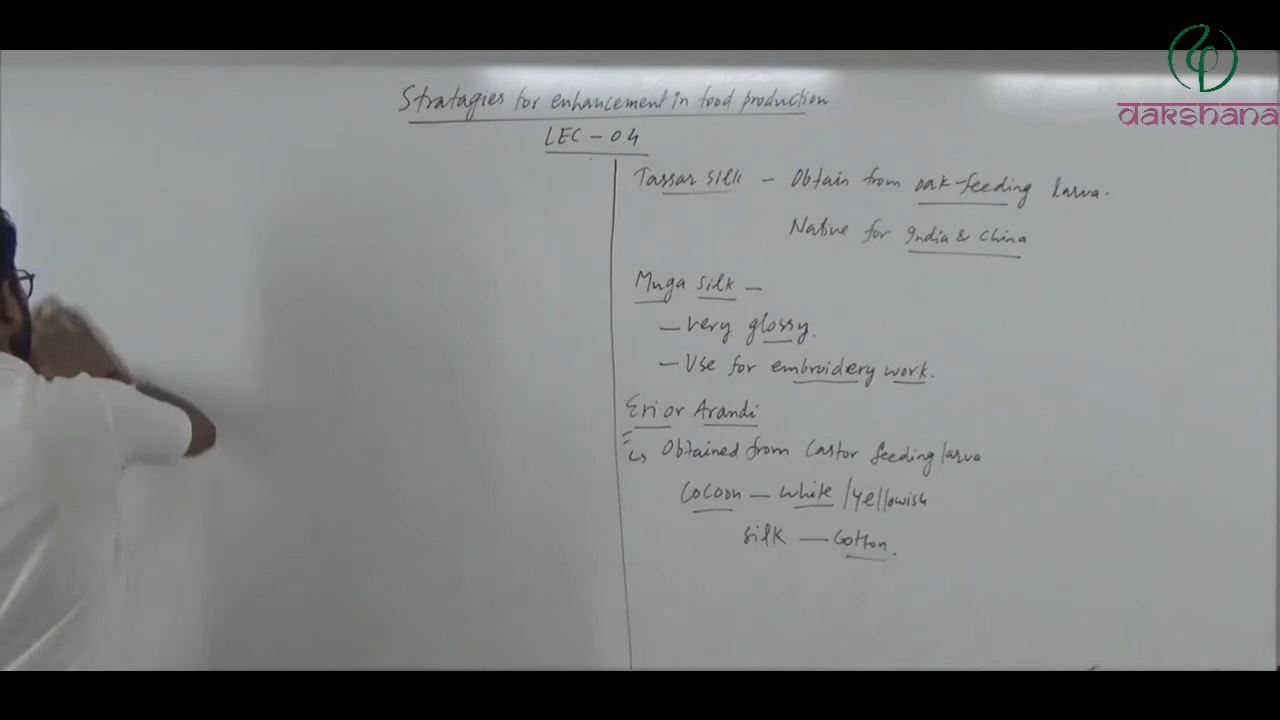 dakshana
Stratagies for enhancement in food production
LEC - 04
Tassar silk - Obtain from oak-feeding larva.
Native for India & China
Muga silk -
- Very glossy.
- Use for embroidery work.
Eri or Arandi
↳ Obtained from Castor feeding larva
Cocoon - white/yellowish
silk - Cotton.